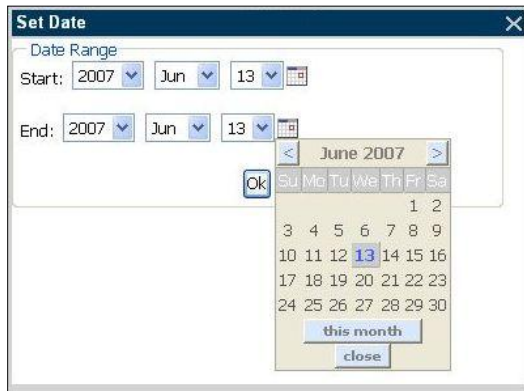 Set Date
Date Range
Start: 2007 Jun 13
End: 2007 Jun 13
Ok
< June 2007 >
Su Mo Tu We Th Fr Sa
1 2
3 4 5 6 7 8 9
10 11 12 13 14 15 16
17 18 19 20 21 22 23
24 25 26 27 28 29 30
this month
close